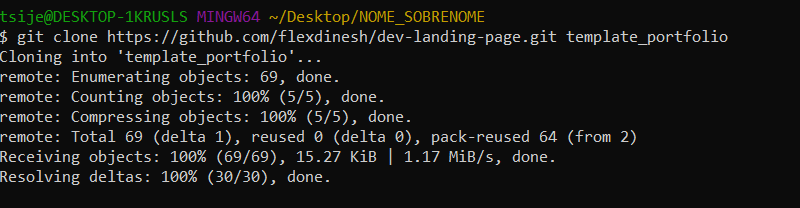 tsije@DESKTOP-1KRUSLS MINGW64 ~/Desktop/NOME_SOBRENOME
$ git clone https://github.com/flexdinesh/dev-landing-page.git template_portfolio
Cloning into 'template_portfolio'...
remote: Enumerating objects: 69, done.
remote: Counting objects: 100% (5/5), done.
remote: Compressing objects: 100% (5/5), done.
remote: Total 69 (delta 1), reused 0 (delta 0), pack-reused 64 (from 2)
Receiving objects: 100% (69/69), 15.27 KiB | 1.17 MiB/s, done.
Resolving deltas: 100% (30/30), done.